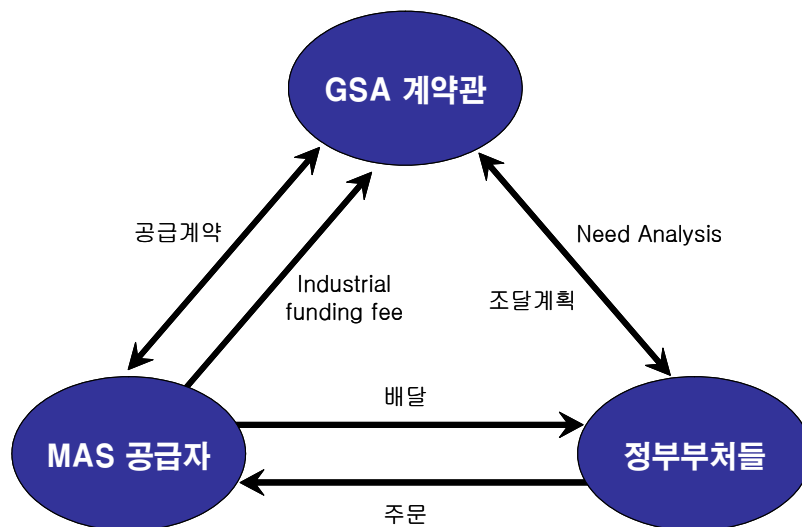 GSA 계약관
공급계약
Need Analysis
Industrial
funding fee
조달계획
배달
MAS 공급자
정부부처들
주문